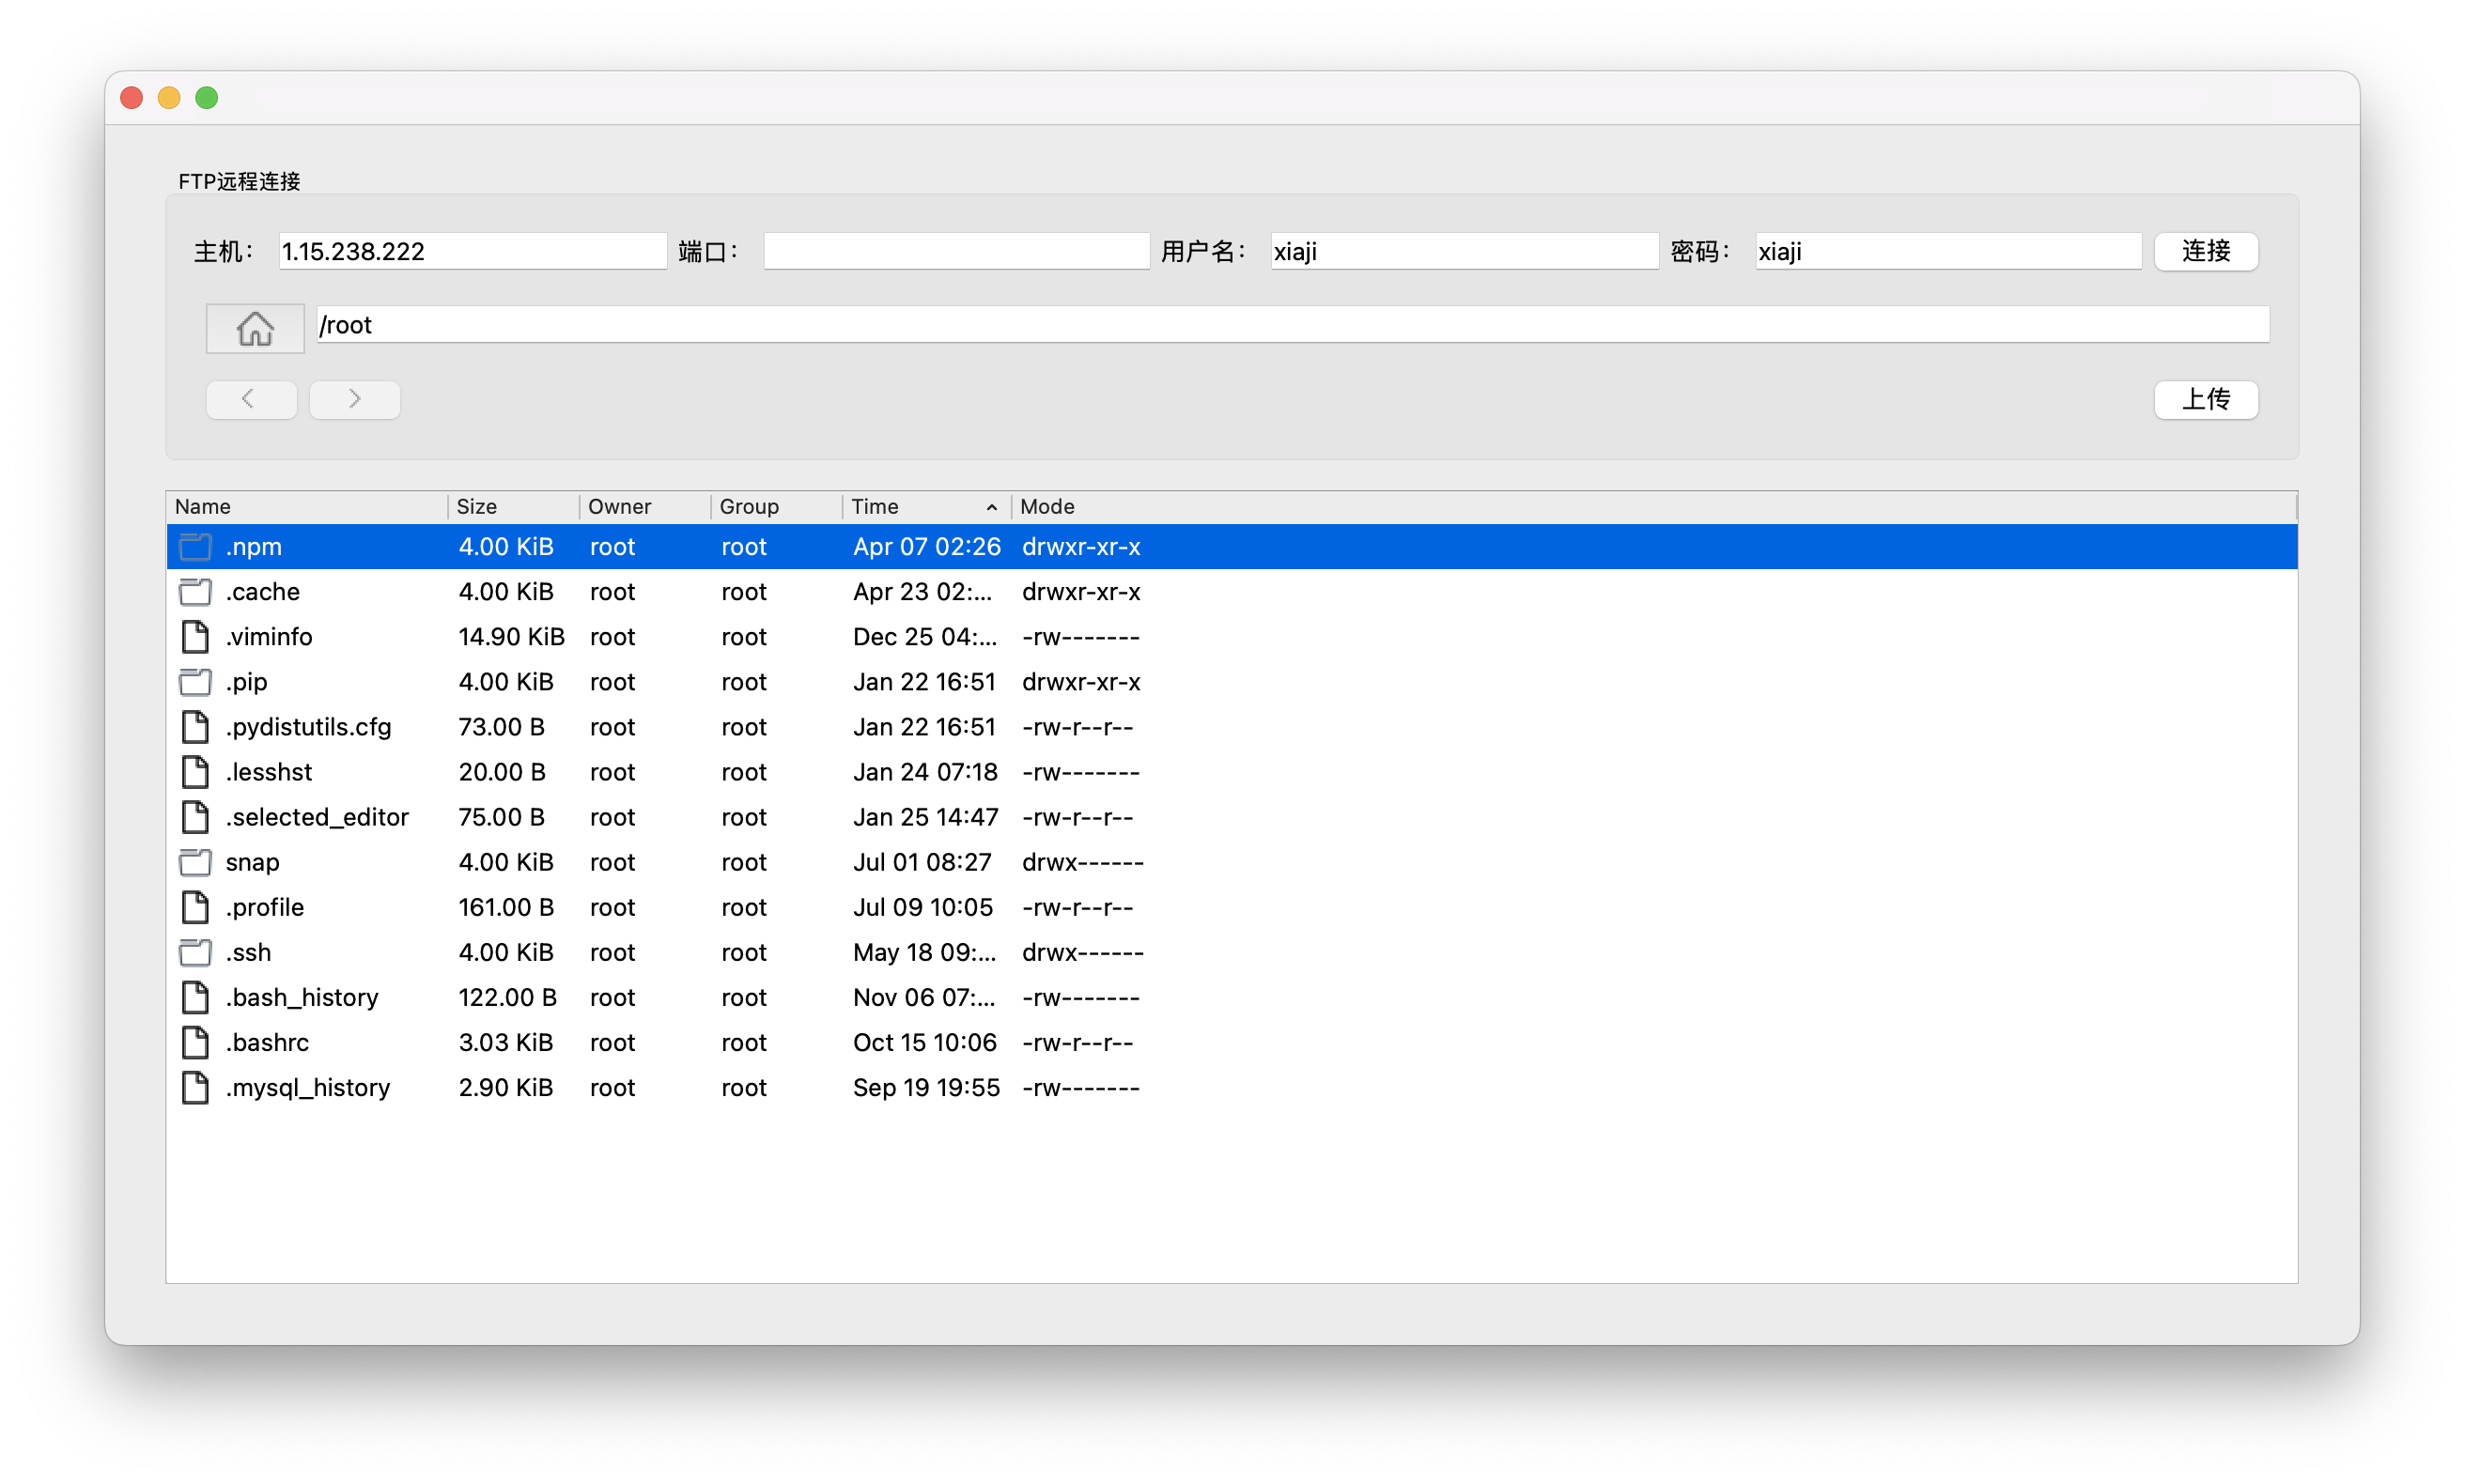 FTP远程连接
主机： 1.15.238.222 端口： 用户名： xiaji 密码： xiaji 连接
/root
< > 上传
Name Size Owner Group Time Mode
.npm 4.00 KiB root root Apr 07 02:26 drwxr-xr-x
.cache 4.00 KiB root root Apr 23 02:... drwxr-xr-x
.viminfo 14.90 KiB root root Dec 25 04:... -rw-------
.pip 4.00 KiB root root Jan 22 16:51 drwxr-xr-x
.pydistutils.cfg 73.00 B root root Jan 22 16:51 -rw-r--r--
.lesshst 20.00 B root root Jan 24 07:18 -rw-------
.selected_editor 75.00 B root root Jan 25 14:47 -rw-r--r--
snap 4.00 KiB root root Jul 01 08:27 drwx------
.profile 161.00 B root root Jul 09 10:05 -rw-r--r--
.ssh 4.00 KiB root root May 18 09:... drwx------
.bash_history 122.00 B root root Nov 06 07:... -rw-------
.bashrc 3.03 KiB root root Oct 15 10:06 -rw-r--r--
.mysql_history 2.90 KiB root root Sep 19 19:55 -rw-------